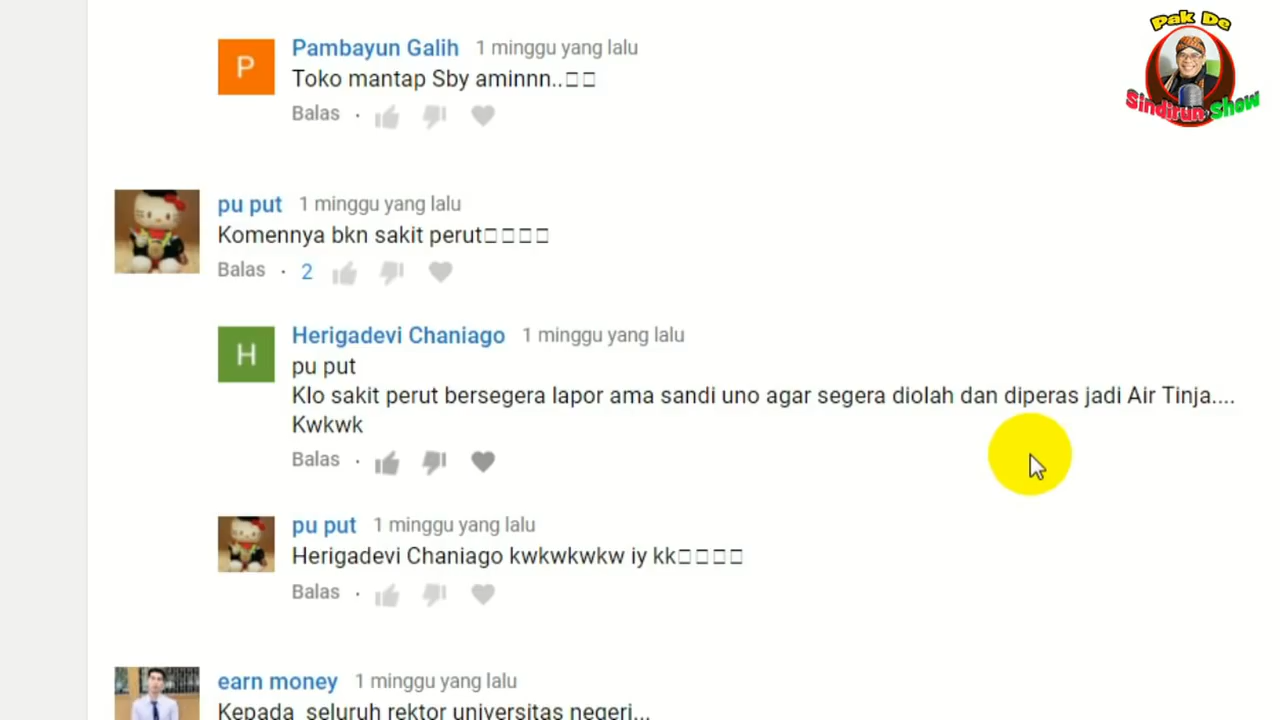 Pak De
Sindirun Show
P
Pambayun Galih 1 minggu yang lalu
Toko mantap Sby aminnn..□□
Balas ·
pu put 1 minggu yang lalu
Komennya bkn sakit perut□□□□
Balas · 2
H
Herigadevi Chaniago 1 minggu yang lalu
pu put
Klo sakit perut bersegera lapor ama sandi uno agar segera diolah dan diperas jadi Air Tinja....
Kwkwk
Balas ·
pu put 1 minggu yang lalu
Herigadevi Chaniago kwkwkwkw iy kk□□□□
Balas ·
earn money 1 minggu yang lalu
Kepada seluruh rektor universitas negeri...